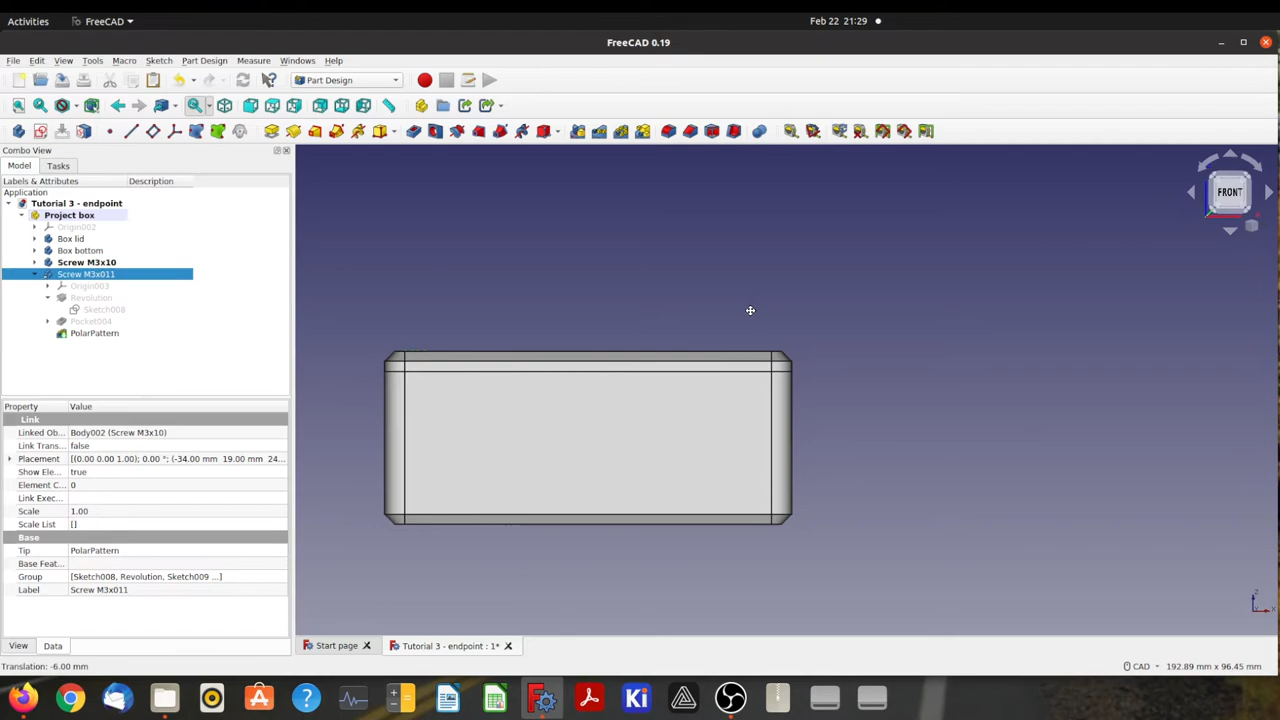 Activities FreeCAD Feb 22 21:29
FreeCAD 0.19
File Edit View Tools Macro Sketch Part Design Measure Windows Help
Part Design
Combo View
Model Tasks
Labels & Attributes Description
Application
Tutorial 3 - endpoint
Project box
Origin002
Box lid
Box bottom
Screw M3x10
Screw M3x011
Origin003
Revolution
Sketch008
Pocket004
PolarPattern
FRONT
Property Value
Link
Linked Ob... Body002 (Screw M3x10)
Link Trans... false
Placement [(0.00 0.00 1.00); 0.00 °; (-34.00 mm 19.00 mm 24...
Show Ele... true
Element C... 0
Link Exec...
Scale 1.00
Scale List []
Base
Tip PolarPattern
Base Feat...
Group [Sketch008, Revolution, Sketch009 ...]
Label Screw M3x011
View Data
Start page Tutorial 3 - endpoint : 1*
Translation: -6.00 mm CAD 192.89 mm x 96.45 mm
Ki